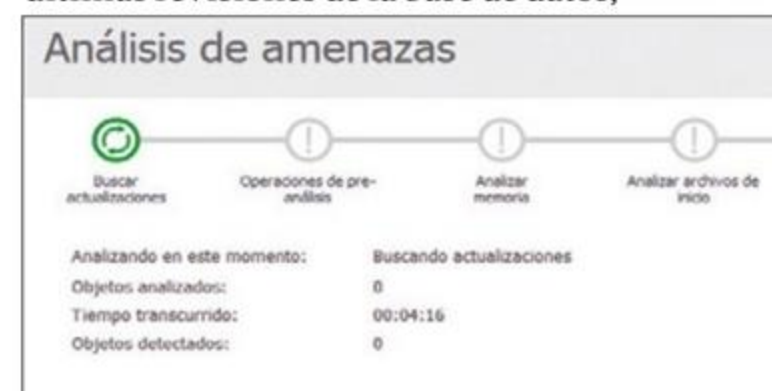 Análisis de amenazas
Buscar actualizaciones
Operaciones de pre-análisis
Analizar memoria
Analizar archivos de inicio
Analizando en este momento: Buscando actualizaciones
Objetos analizados: 0
Tiempo transcurrido: 00:04:16
Objetos detectados: 0